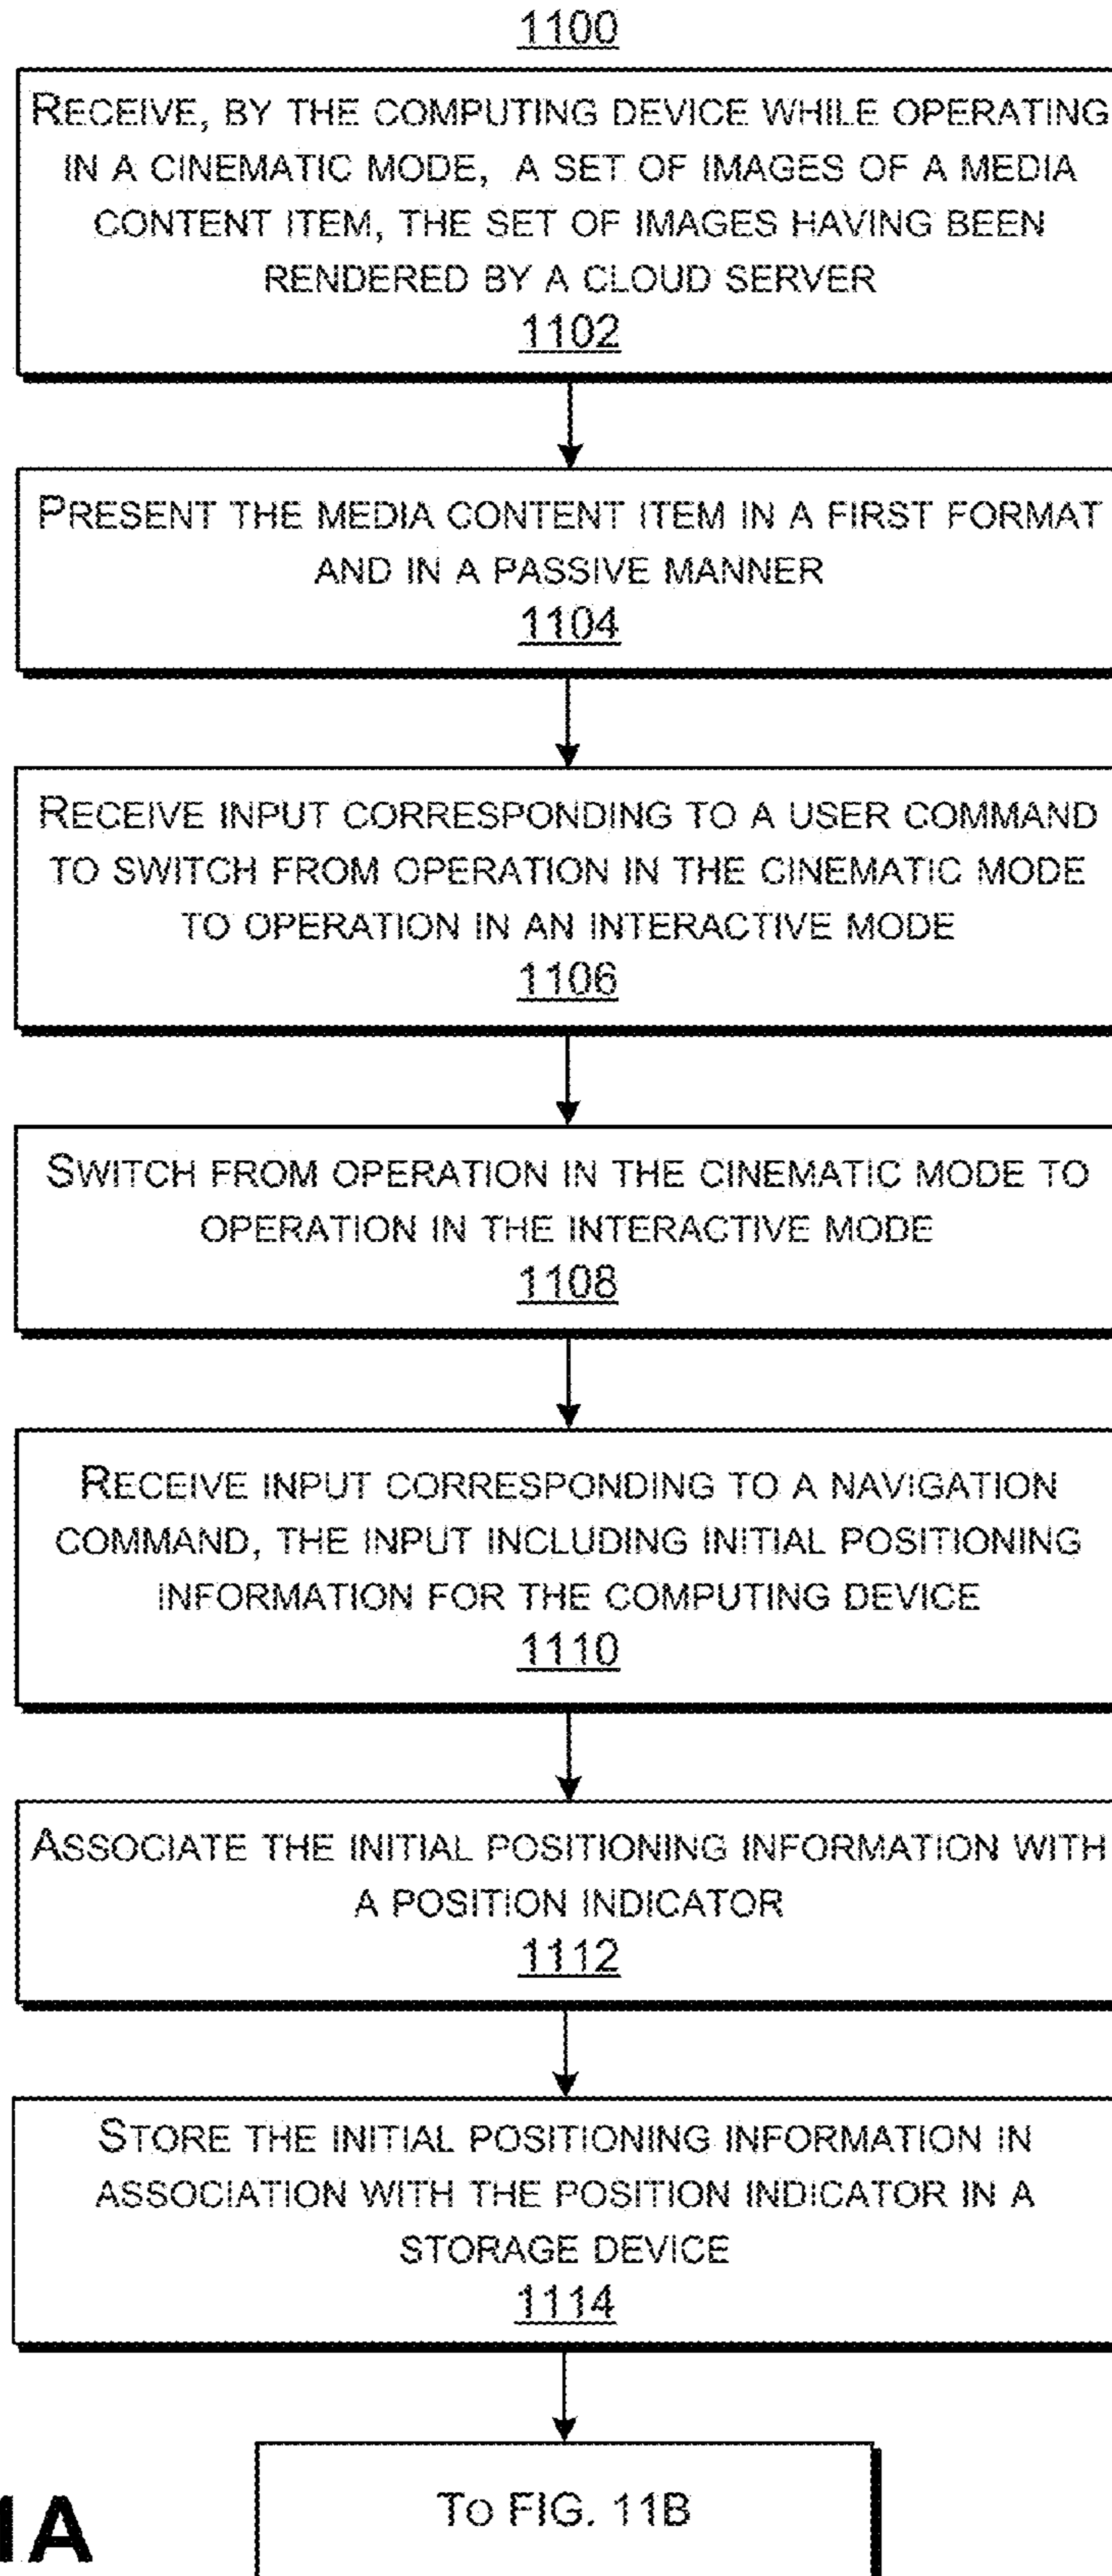 1100
RECEIVE, BY THE COMPUTING DEVICE WHILE OPERATING
IN A CINEMATIC MODE, A SET OF IMAGES OF A MEDIA
CONTENT ITEM, THE SET OF IMAGES HAVING BEEN
RENDERED BY A CLOUD SERVER
1102
PRESENT THE MEDIA CONTENT ITEM IN A FIRST FORMAT
AND IN A PASSIVE MANNER
1104
RECEIVE INPUT CORRESPONDING TO A USER COMMAND
TO SWITCH FROM OPERATION IN THE CINEMATIC MODE
TO OPERATION IN AN INTERACTIVE MODE
1106
SWITCH FROM OPERATION IN THE CINEMATIC MODE TO
OPERATION IN THE INTERACTIVE MODE
1108
RECEIVE INPUT CORRESPONDING TO A NAVIGATION
COMMAND, THE INPUT INCLUDING INITIAL POSITIONING
INFORMATION FOR THE COMPUTING DEVICE
1110
ASSOCIATE THE INITIAL POSITIONING INFORMATION WITH
A POSITION INDICATOR
1112
STORE THE INITIAL POSITIONING INFORMATION IN
ASSOCIATION WITH THE POSITION INDICATOR IN A
STORAGE DEVICE
1114
TO FIG. 11B
1A